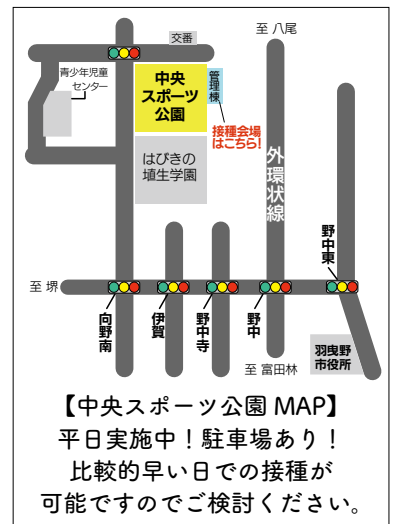 至 八尾
交番
青少年児童
センター
中央
スポーツ
公園
管理棟
接種会場
はこちら！
はびきの
埴生学園
外環状線
野中東
至 堺
向野南
伊賀
野中寺
野中
羽曳野
市役所
至 富田林
【中央スポーツ公園 MAP】
平日実施中！駐車場あり！
比較的早い日での接種が
可能ですのでご検討ください。